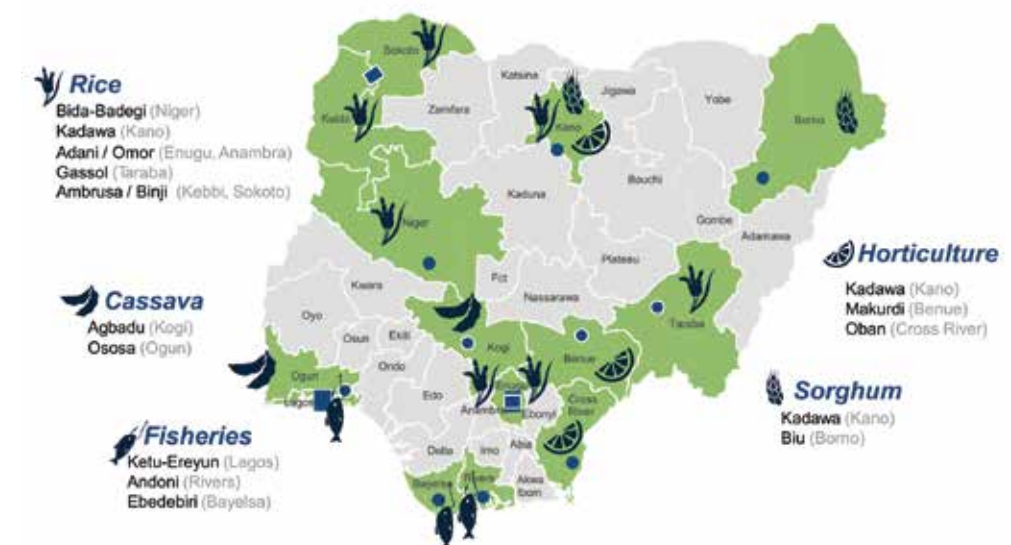 Rice
Bida-Badegi (Niger)
Kadawa (Kano)
Adani / Omor (Enugu, Anambra)
Gassol (Taraba)
Ambrusa / Binji (Kebbi, Sokoto)
Cassava
Agbadu (Kogi)
Ososa (Ogun)
Fisheries
Ketu-Ereyun (Lagos)
Andoni (Rivers)
Ebedebiri (Bayelsa)
Horticulture
Kadawa (Kano)
Makurdi (Benue)
Oban (Cross River)
Sorghum
Kadawa (Kano)
Biu (Borno)
Sokoto
Kebbi
Zamfara
Katsina
Kano
Jigawa
Yobe
Borno
Niger
Kaduna
Bouchi
Gombe
Adamawa
Plateau
Fct
Nassarawa
Taraba
Kwara
Oyo
Osun
Ekiti
Kogi
Benue
Ogun
Lagos
Ondo
Edo
Anambra
Enugu
Ebonyi
Cross
River
Delta
Imo
Abia
Akwa
Ibom
Bayelsa
Rivers